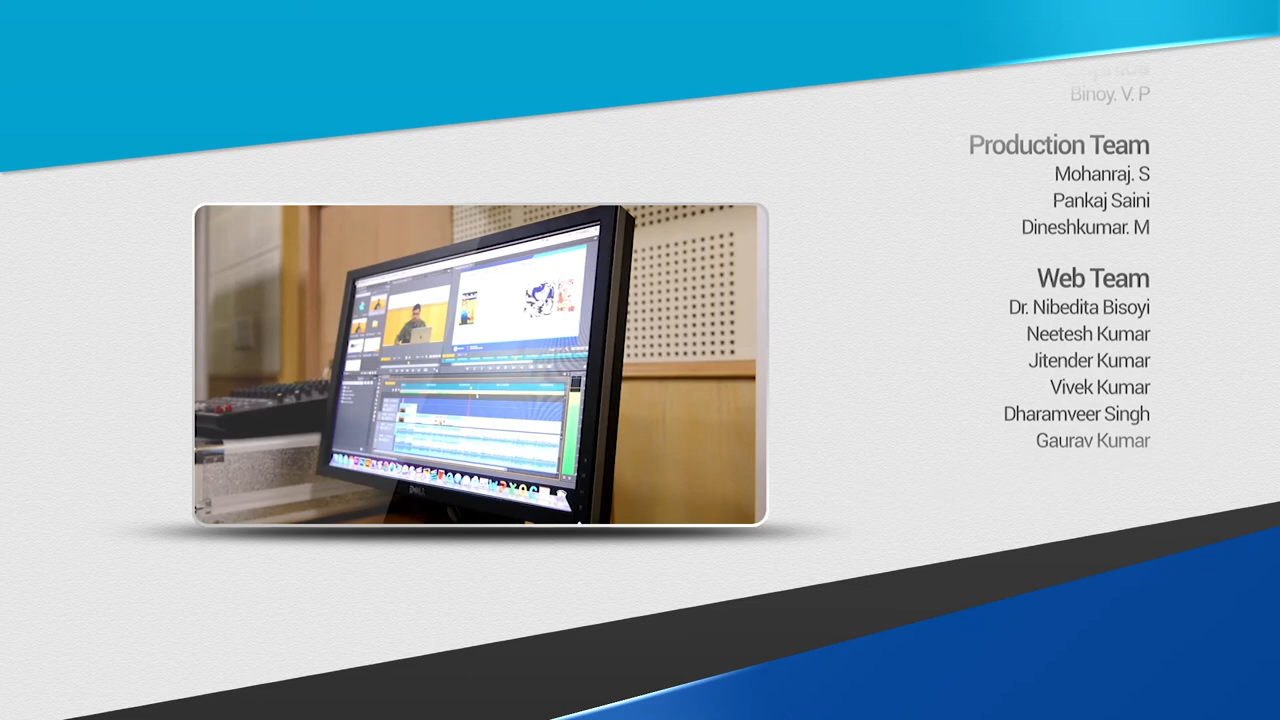 Binoy. V. P
Production Team
Mohanraj. S
Pankaj Saini
Dineshkumar. M
Web Team
Dr. Nibedita Bisoyi
Neetesh Kumar
Jitender Kumar
Vivek Kumar
Dharamveer Singh
Gaurav Kumar
DELL